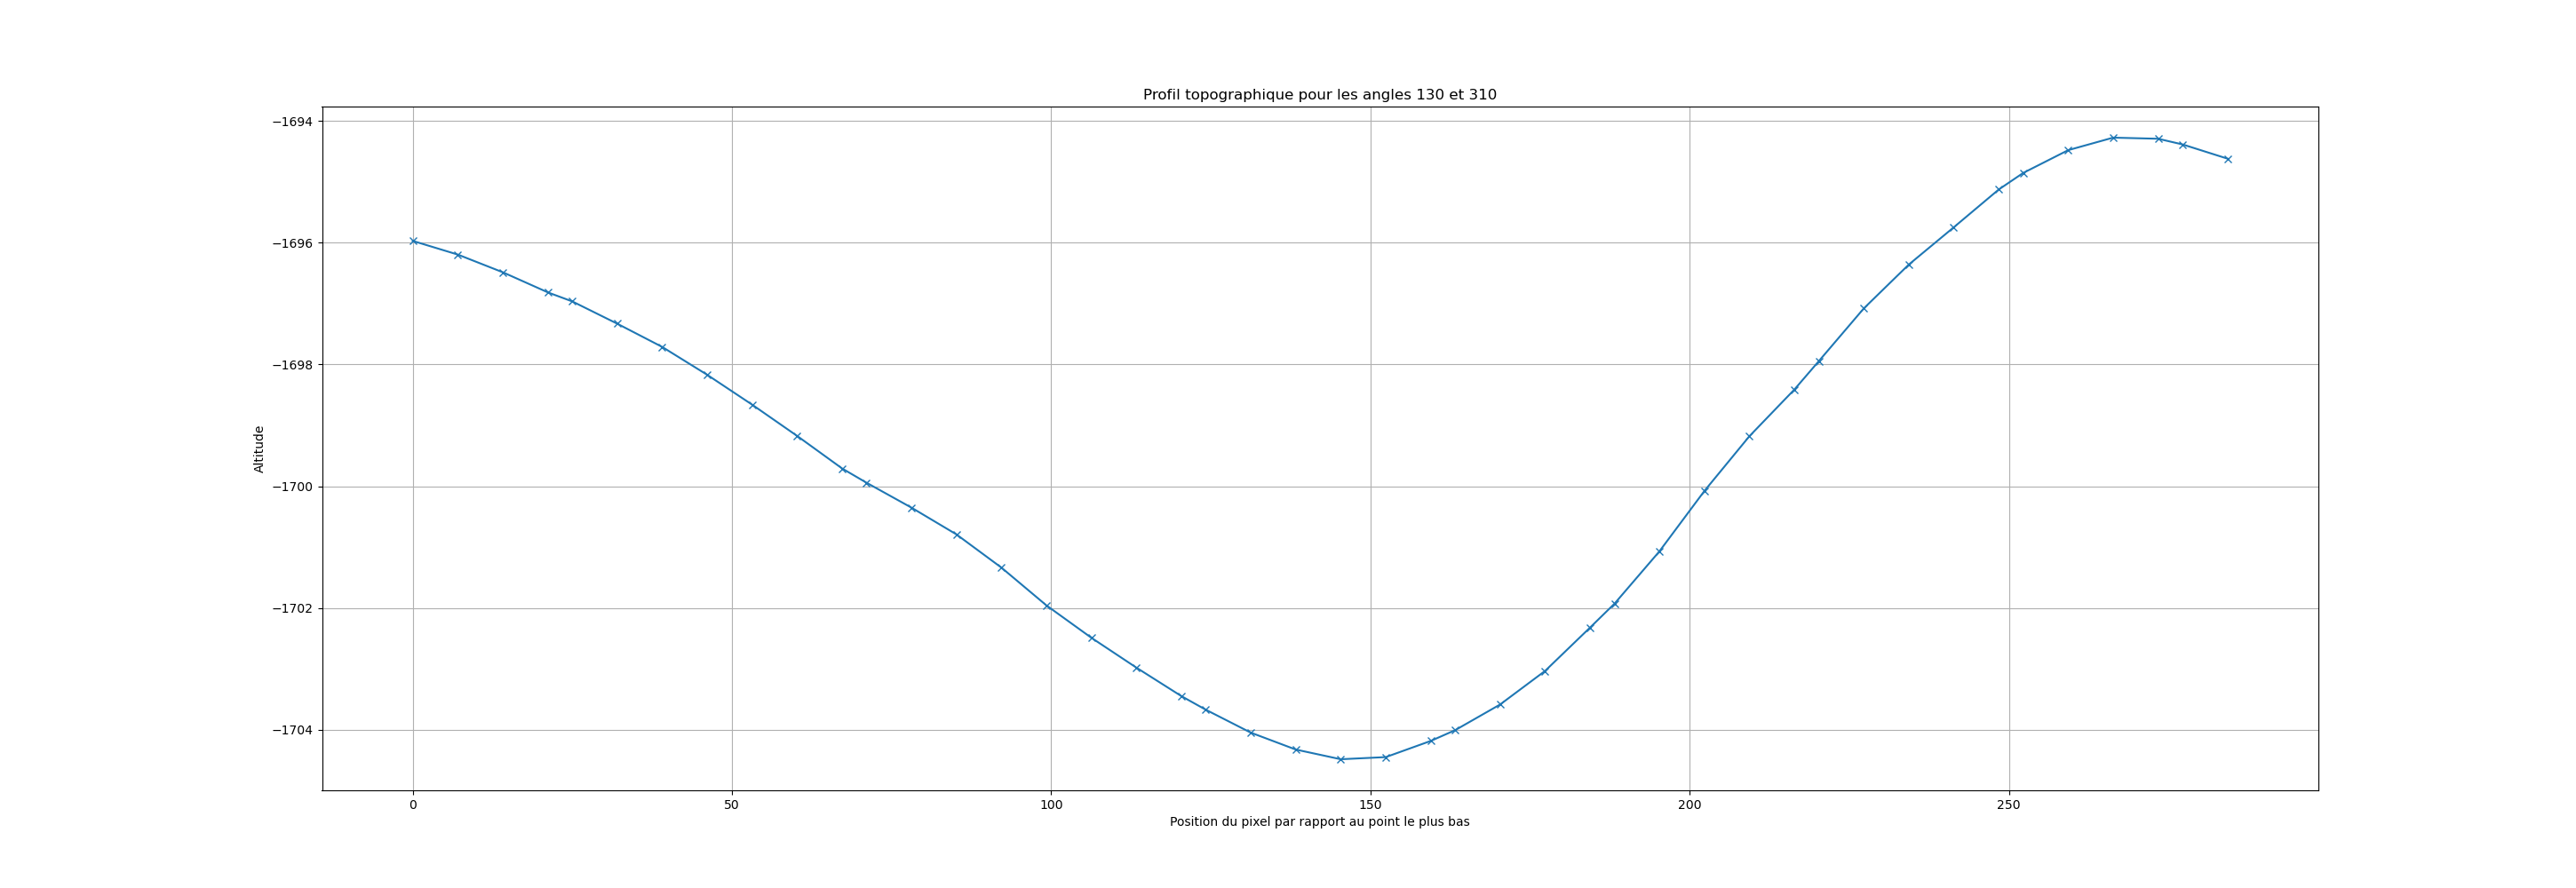 Profil topographique pour les angles 130 et 310
−1694
−1696
−1698
−1700
−1702
−1704
Altitude
0 50 100 150 200 250
Position du pixel par rapport au point le plus bas